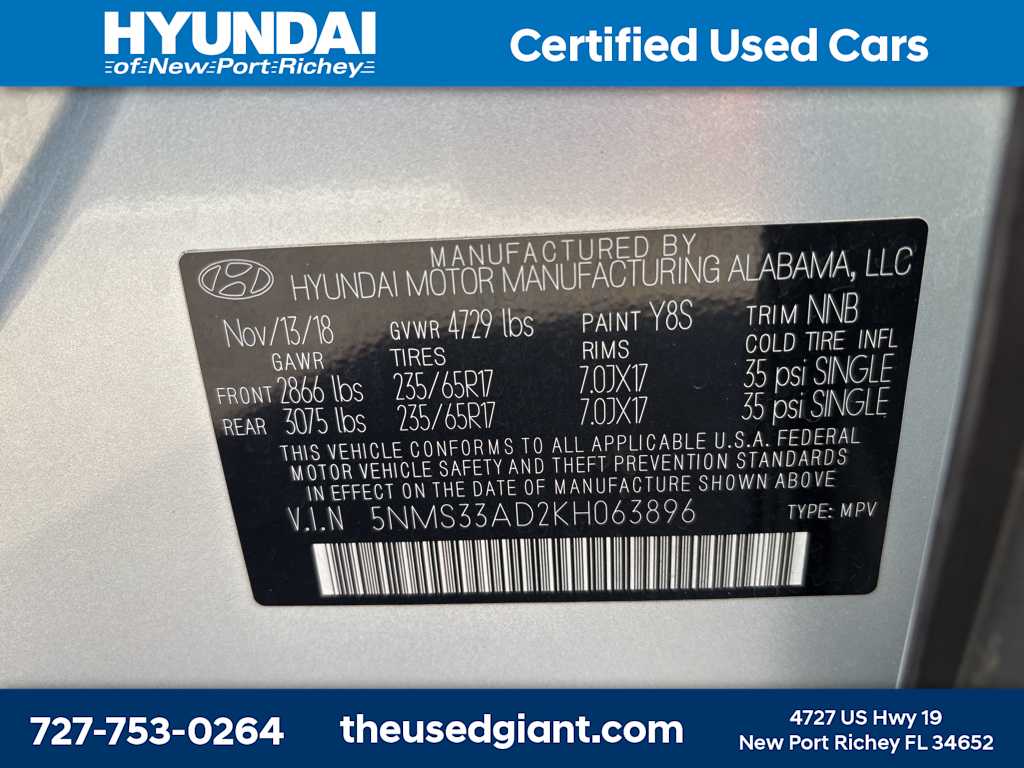 HYUNDAI
of New Port Richey
Certified Used Cars
MANUFACTURED BY
HYUNDAI MOTOR MANUFACTURING ALABAMA, LLC
Nov/13/18 GVWR 4729 lbs PAINT Y8S TRIM NNB
GAWR TIRES RIMS COLD TIRE INFL
FRONT 2866 lbs 235/65R17 7.0JX17 35 psi SINGLE
REAR 3075 lbs 235/65R17 7.0JX17 35 psi SINGLE
THIS VEHICLE CONFORMS TO ALL APPLICABLE U.S.A. FEDERAL
MOTOR VEHICLE SAFETY AND THEFT PREVENTION STANDARDS
IN EFFECT ON THE DATE OF MANUFACTURE SHOWN ABOVE
V.I.N 5NMS33AD2KH063896 TYPE: MPV
727-753-0264
theusedgiant.com
4727 US Hwy 19
New Port Richey FL 34652